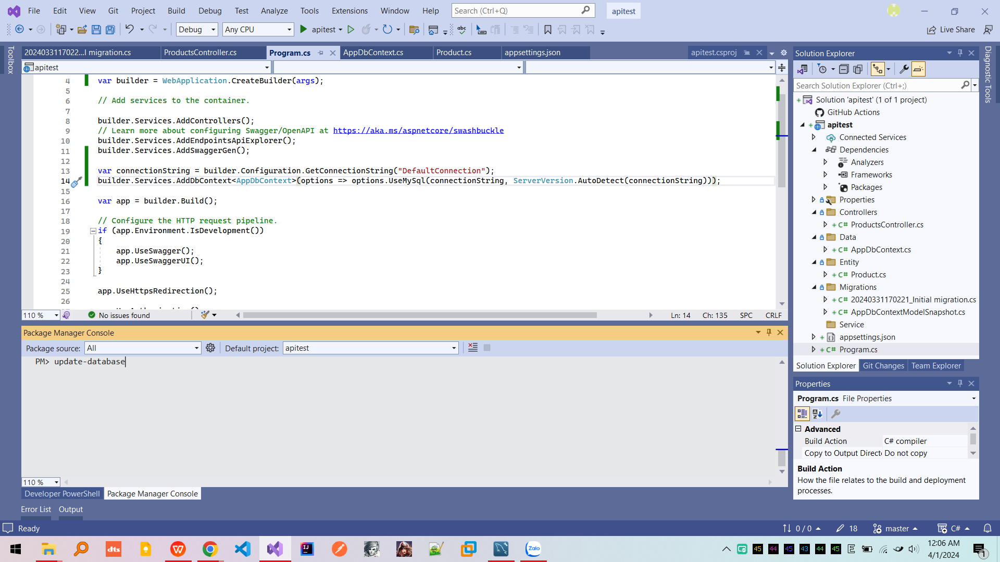 File Edit View Git Project Build Debug Test Analyze Tools Extensions Window Help Search (Ctrl+Q) apitest
Debug Any CPU apitest Live Share
Toolbox
2024033117022...l migration.cs ProductsController.cs Program.cs AppDbContext.cs Product.cs appsettings.json apitest.csproj
apitest
4 var builder = WebApplication.CreateBuilder(args);
5
6 // Add services to the container.
7
8 builder.Services.AddControllers();
9 // Learn more about configuring Swagger/OpenAPI at https://aka.ms/aspnetcore/swashbuckle
10 builder.Services.AddEndpointsApiExplorer();
11 builder.Services.AddSwaggerGen();
12
13 var connectionString = builder.Configuration.GetConnectionString("DefaultConnection");
14 builder.Services.AddDbContext<AppDbContext>(options => options.UseMySql(connectionString, ServerVersion.AutoDetect(connectionString)));
15
16 var app = builder.Build();
17
18 // Configure the HTTP request pipeline.
19 if (app.Environment.IsDevelopment())
20 {
21 app.UseSwagger();
22 app.UseSwaggerUI();
23 }
24
25 app.UseHttpsRedirection();
26
110 % No issues found Ln: 14 Ch: 135 SPC CRLF
Package Manager Console
Package source: All Default project: apitest
PM> update-database
110 %
Developer PowerShell Package Manager Console
Error List Output
Solution Explorer
Search Solution Explorer (Ctrl+;)
Solution 'apitest' (1 of 1 project)
GitHub Actions
apitest
Connected Services
Dependencies
Analyzers
Frameworks
Packages
Properties
Controllers
C# ProductsController.cs
Data
C# AppDbContext.cs
Entity
C# Product.cs
Migrations
C# 20240331170221_Initial migration.cs
C# AppDbContextModelSnapshot.cs
Service
appsettings.json
C# Program.cs
Solution Explorer Git Changes Team Explorer
Properties
Program.cs File Properties
Advanced
Build Action C# compiler
Copy to Output Direct Do not copy
Build Action
How the file relates to the build and deployment
processes.
Diagnostic Tools
Ready 0 / 0 18 master C#
dts W IJ Zalo 45 44 45 43 44 45 E 12:06 AM
4/1/2024 1